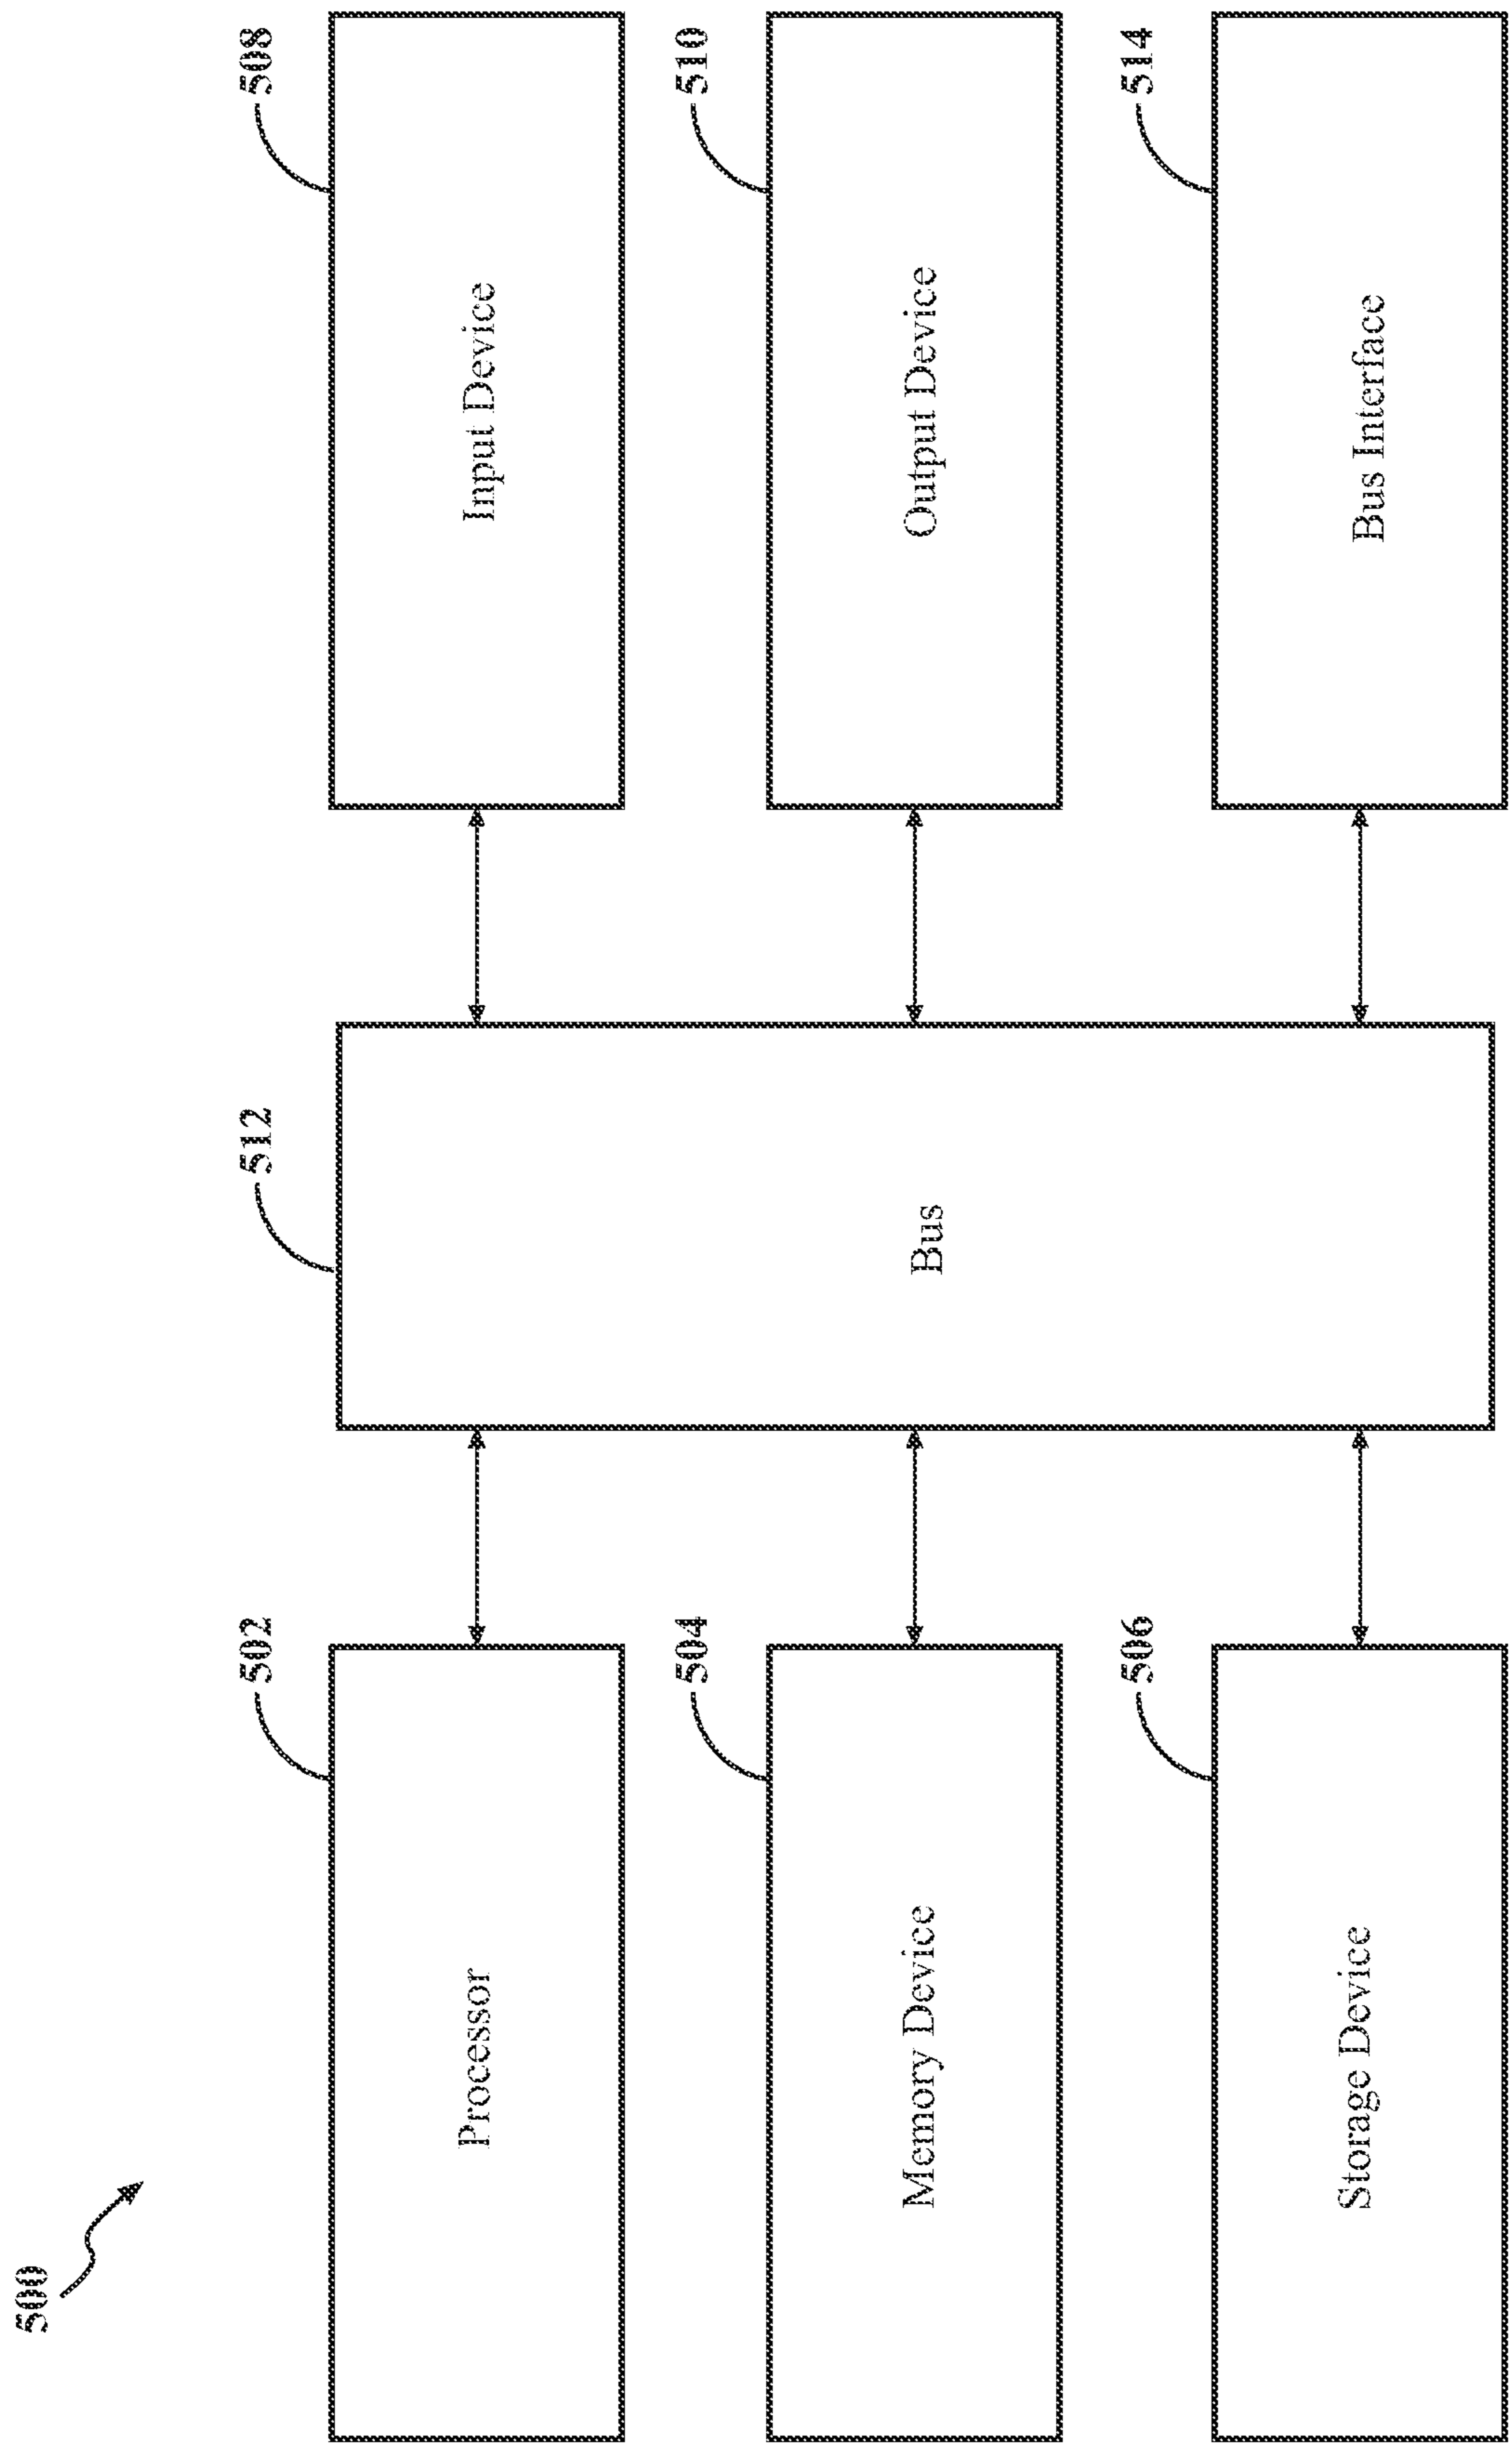 500
502
Processor
504
Memory Device
506
Storage Device
512
Bus
508
Input Device
510
Output Device
514
Bus Interface